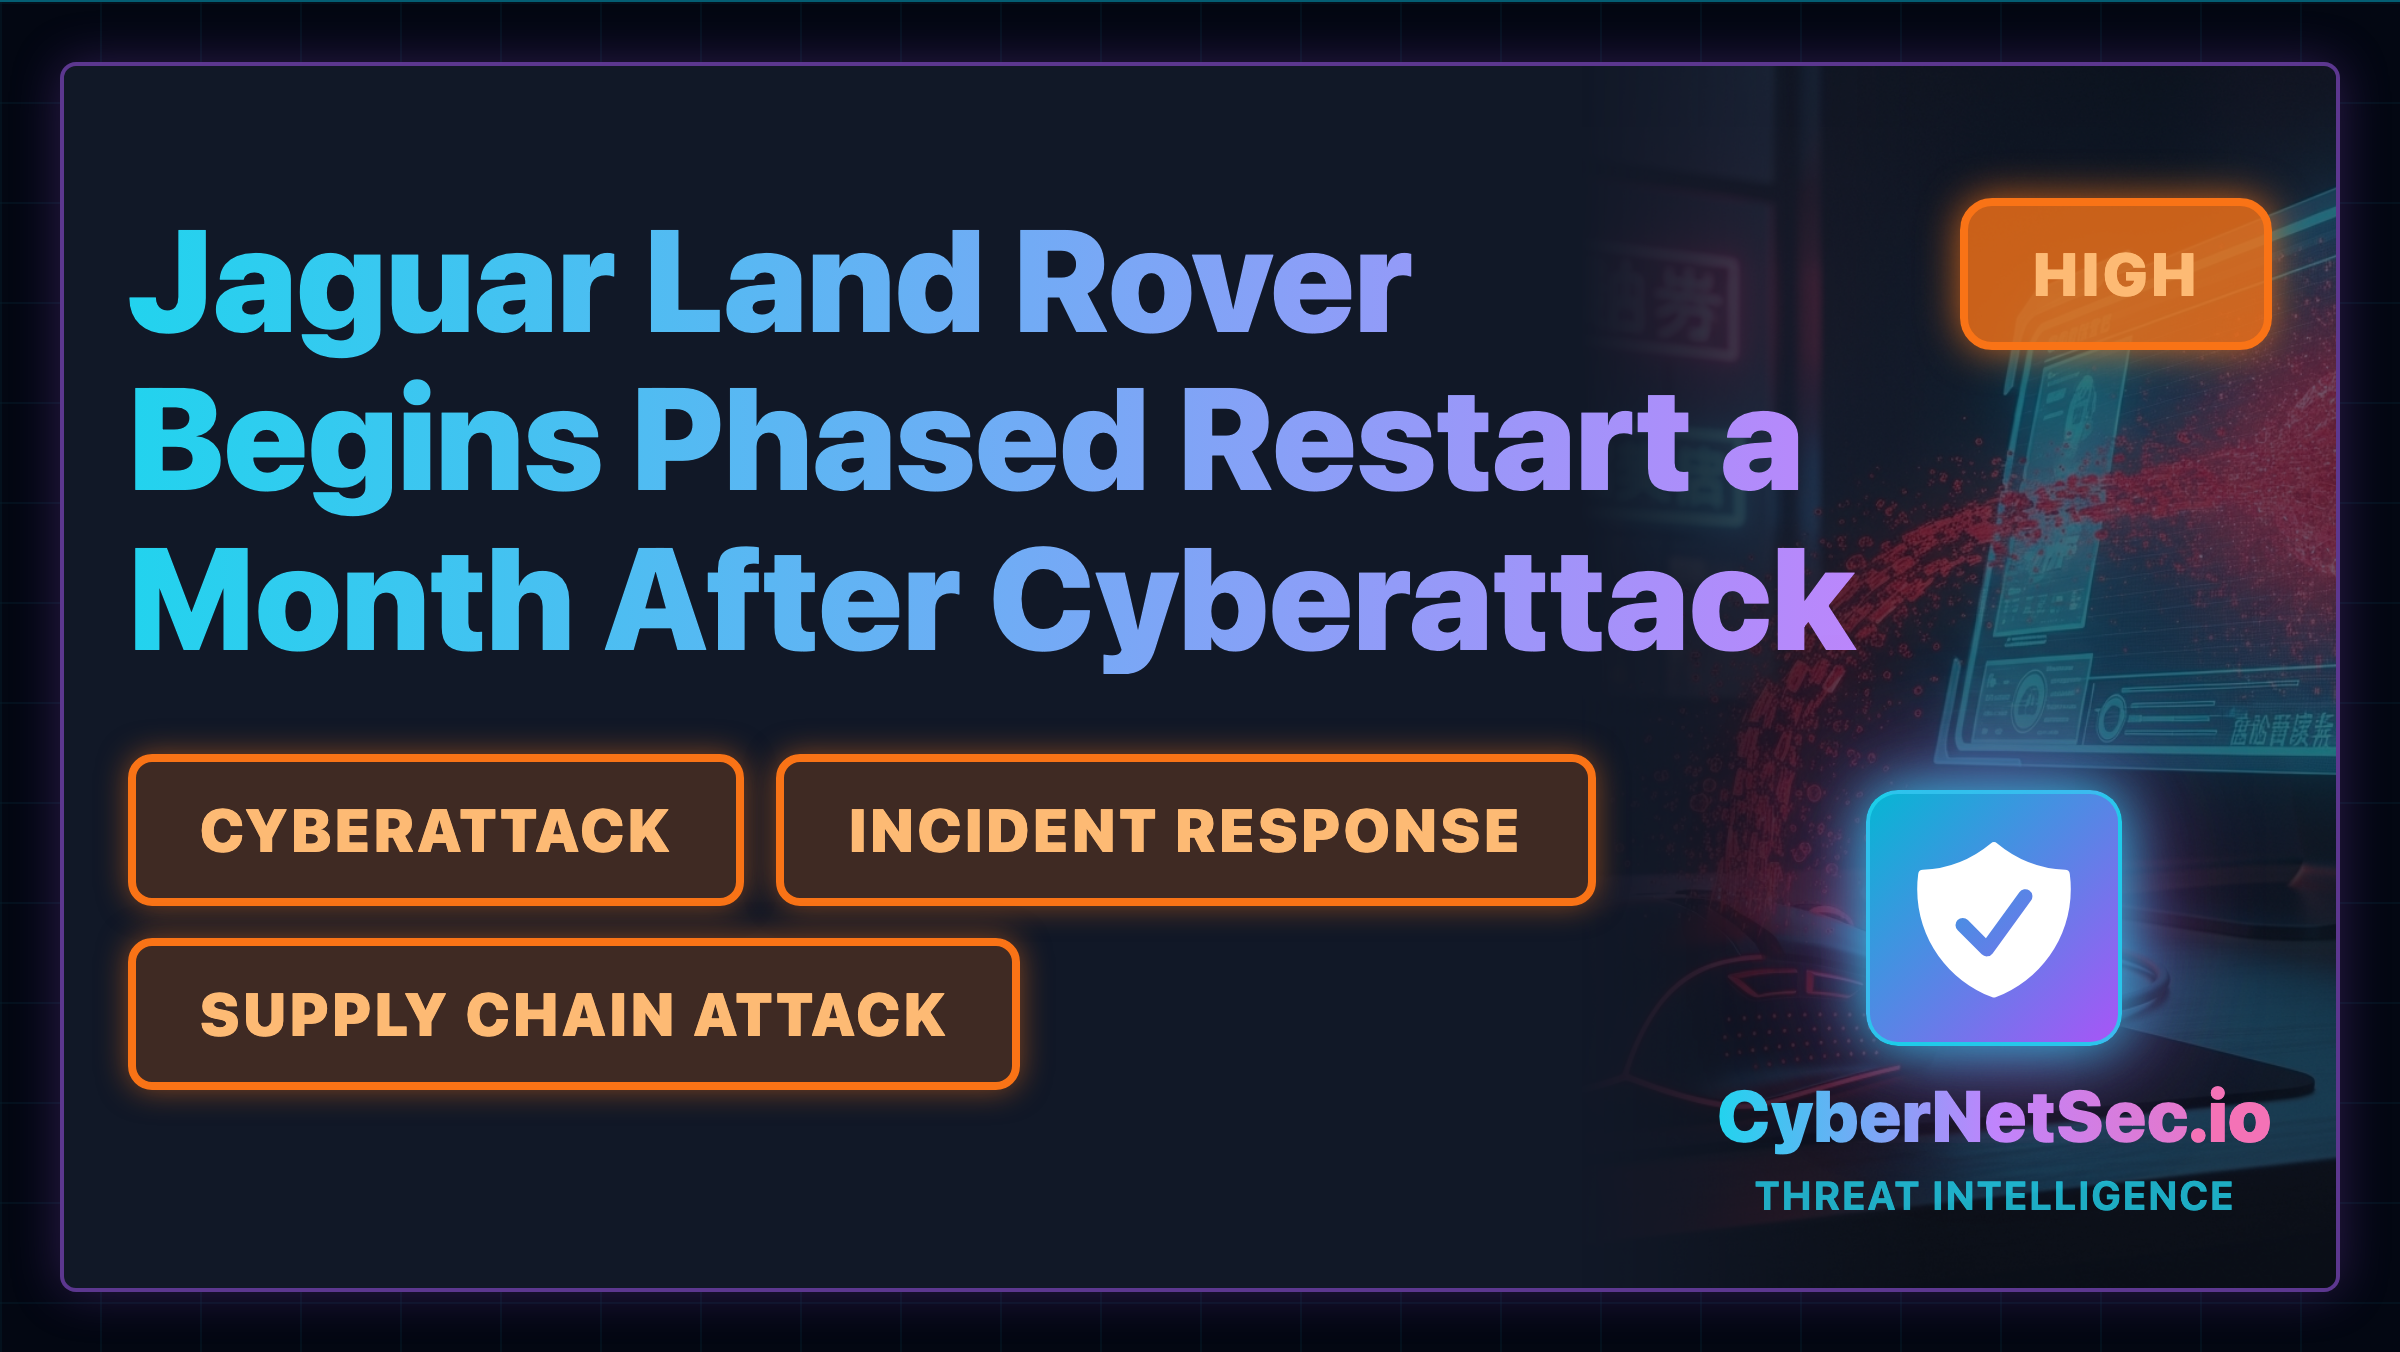 Jaguar Land Rover
Begins Phased Restart a
Month After Cyberattack
HIGH
CYBERATTACK
INCIDENT RESPONSE
SUPPLY CHAIN ATTACK
CyberNetSec.io
THREAT INTELLIGENCE